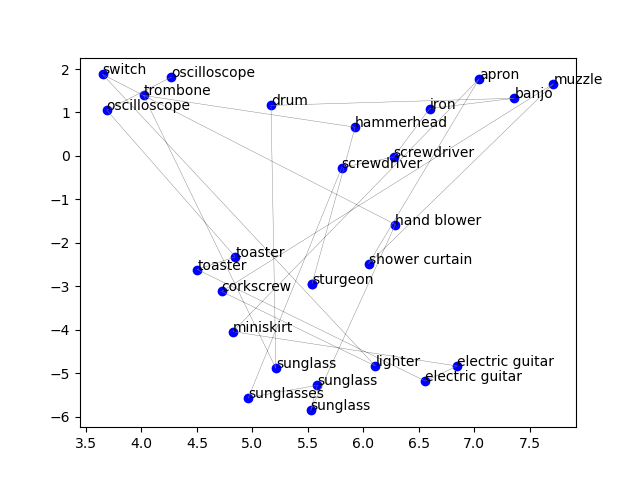 switch
oscilloscope
apron
muzzle
trombone
banjo
oscilloscope
drum
iron
hammerhead
screwdriver
screwdriver
hand blower
toaster
shower curtain
toaster
sturgeon
corkscrew
miniskirt
sunglass
lighter
electric guitar
sunglass
electric guitar
sunglasses
sunglass
2
1
0
−1
−2
−3
−4
−5
−6
3.5 4.0 4.5 5.0 5.5 6.0 6.5 7.0 7.5